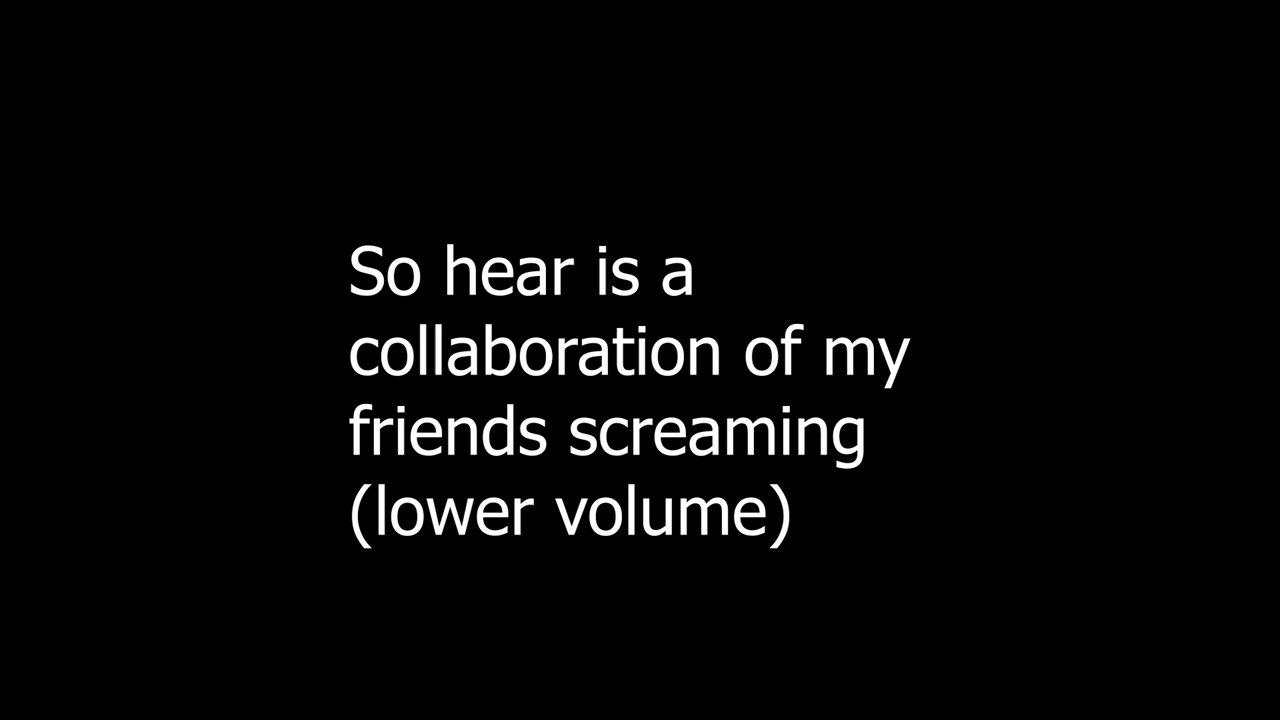 So hear is a
collaboration of my
friends screaming
(lower volume)